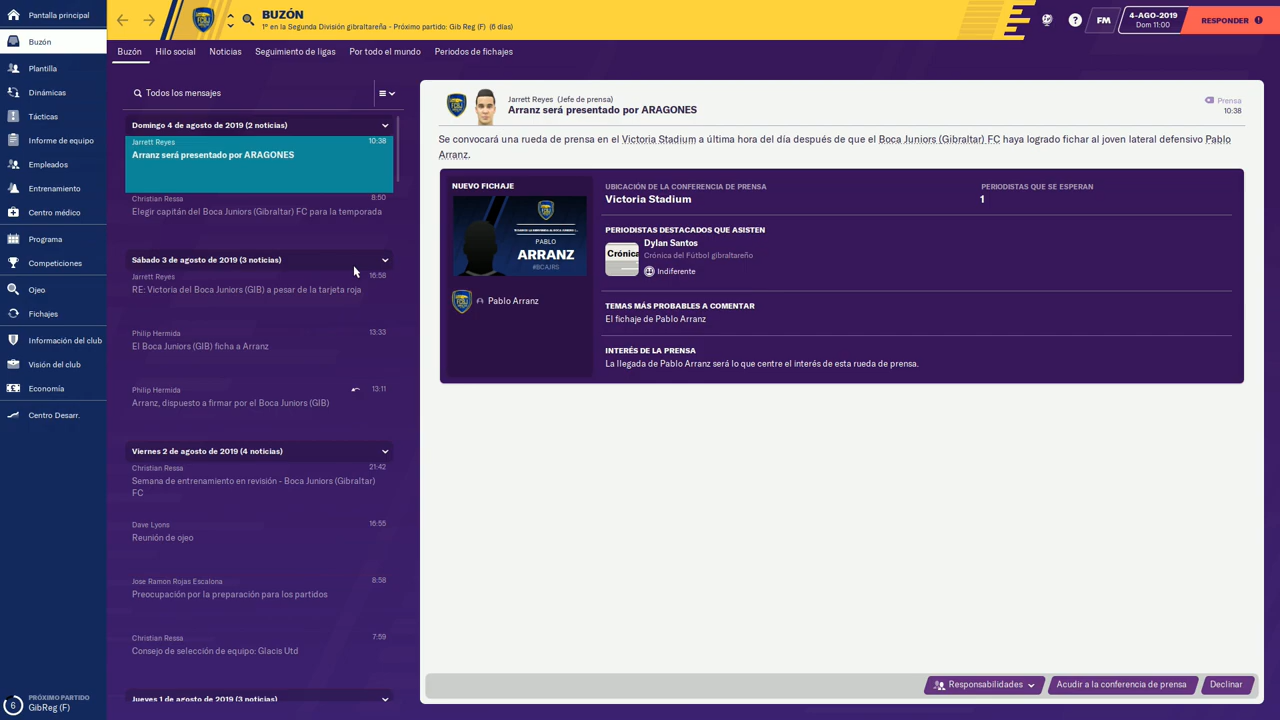 Pantalla principal
Buzón
Plantilla
Dinámicas
Tácticas
Informe de equipo
Empleados
Entrenamiento
Centro médico
Programa
Competiciones
Ojeo
Fichajes
Información del club
Visión del club
Economía
Centro Desarr.
6
PRÓXIMO PARTIDO
GibReg (F)
BUZÓN
1º en la Segunda División gibraltareña - Próximo partido: Gib Reg (F) (6 días)
?
FM
4-AGO-2019
Dom 11:00
RESPONDER
Buzón
Hilo social
Noticias
Seguimiento de ligas
Por todo el mundo
Periodos de fichajes
Todos los mensajes
Domingo 4 de agosto de 2019 (2 noticias)
Jarrett Reyes 10:38
Arranz será presentado por ARAGONES
Christian Ressa 8:50
Elegir capitán del Boca Juniors (Gibraltar) FC para la temporada
Sábado 3 de agosto de 2019 (3 noticias)
Jarrett Reyes 16:58
RE: Victoria del Boca Juniors (GIB) a pesar de la tarjeta roja
Philip Hermida 13:33
El Boca Juniors (GIB) ficha a Arranz
Philip Hermida 13:11
Arranz, dispuesto a firmar por el Boca Juniors (GIB)
Viernes 2 de agosto de 2019 (4 noticias)
Christian Ressa 21:42
Semana de entrenamiento en revisión - Boca Juniors (Gibraltar)
FC
Dave Lyons 16:55
Reunión de ojeo
Jose Ramon Rojas Escalona 8:58
Preocupación por la preparación para los partidos
Christian Ressa 7:59
Consejo de selección de equipo: Glacis Utd
Jueves 1 de agosto de 2019 (3 noticias)
Jarrett Reyes (Jefe de prensa)
Arranz será presentado por ARAGONES
Prensa
10:38
Se convocará una rueda de prensa en el Victoria Stadium a última hora del día después de que el Boca Juniors (Gibraltar) FC haya logrado fichar al joven lateral defensivo Pablo
Arranz.
NUEVO FICHAJE
PABLO
ARRANZ
#BCAJRS
Pablo Arranz
UBICACIÓN DE LA CONFERENCIA DE PRENSA
Victoria Stadium
PERIODISTAS QUE SE ESPERAN
1
PERIODISTAS DESTACADOS QUE ASISTEN
Crónica
Dylan Santos
Crónica del Fútbol gibraltareño
Indiferente
TEMAS MÁS PROBABLES A COMENTAR
El fichaje de Pablo Arranz
INTERÉS DE LA PRENSA
La llegada de Pablo Arranz será lo que centre el interés de esta rueda de prensa.
Responsabilidades
Acudir a la conferencia de prensa
Declinar